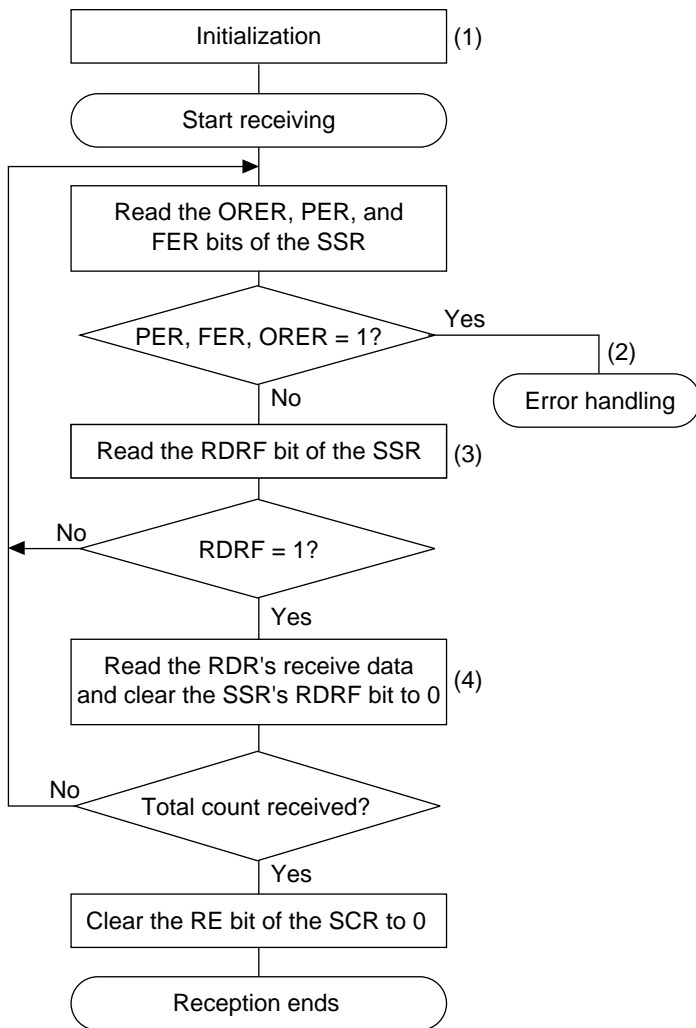 Initialization
(1)
Start receiving
Read the ORER, PER, and
FER bits of the SSR
PER, FER, ORER = 1?
Yes
(2)
Error handling
No
Read the RDRF bit of the SSR
(3)
No
RDRF = 1?
Yes
Read the RDR's receive data
and clear the SSR's RDRF bit to 0
(4)
No
Total count received?
Yes
Clear the RE bit of the SCR to 0
Reception ends